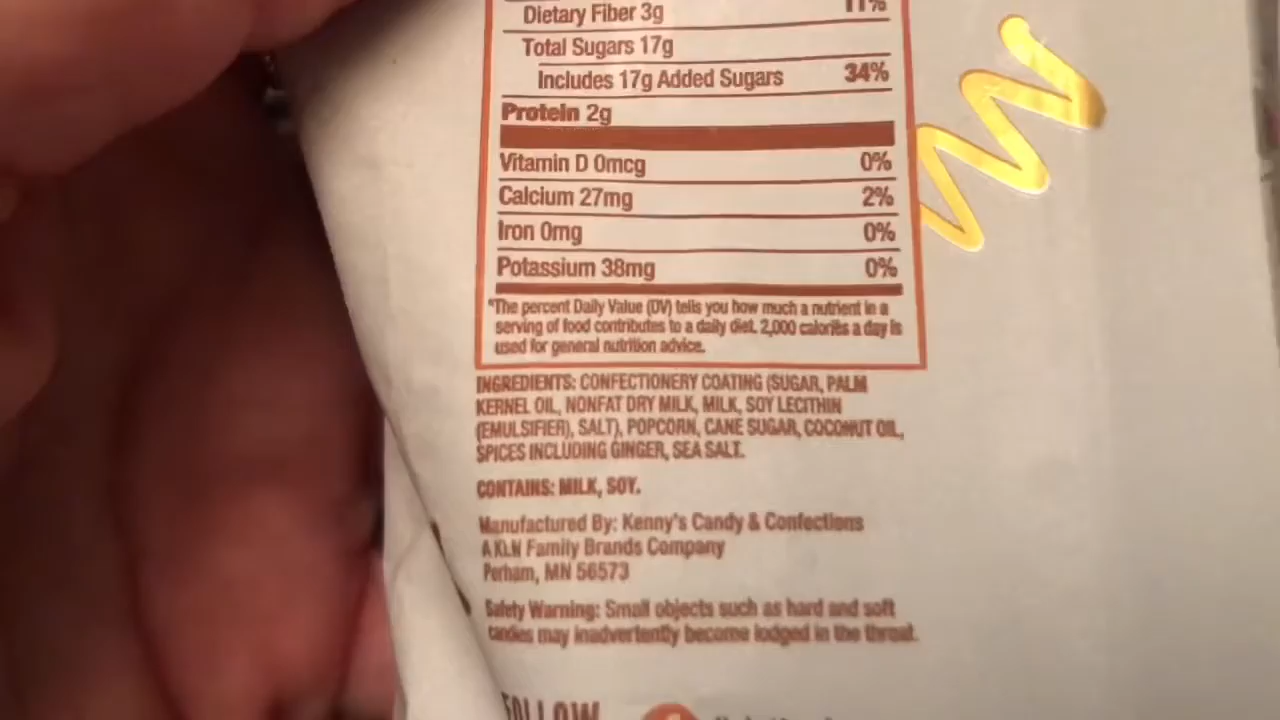 Dietary Fiber 3g 11%
Total Sugars 17g
Includes 17g Added Sugars 34%
Protein 2g
Vitamin D 0mcg 0%
Calcium 27mg 2%
Iron 0mg 0%
Potassium 38mg 0%
*The percent Daily Value (DV) tells you how much a nutrient in a
serving of food contributes to a daily diet. 2,000 calories a day is
used for general nutrition advice.
INGREDIENTS: CONFECTIONERY COATING (SUGAR, PALM
KERNEL OIL, NONFAT DRY MILK, MILK, SOY LECITHIN
(EMULSIFIER), SALT), POPCORN, CANE SUGAR, COCONUT OIL,
SPICES INCLUDING GINGER, SEA SALT.
CONTAINS: MILK, SOY.
Manufactured By: Kenny's Candy & Confections
A KLN Family Brands Company
Perham, MN 56573
Safety Warning: Small objects such as hard and soft
candies may inadvertently become lodged in the throat.
FOLLOW